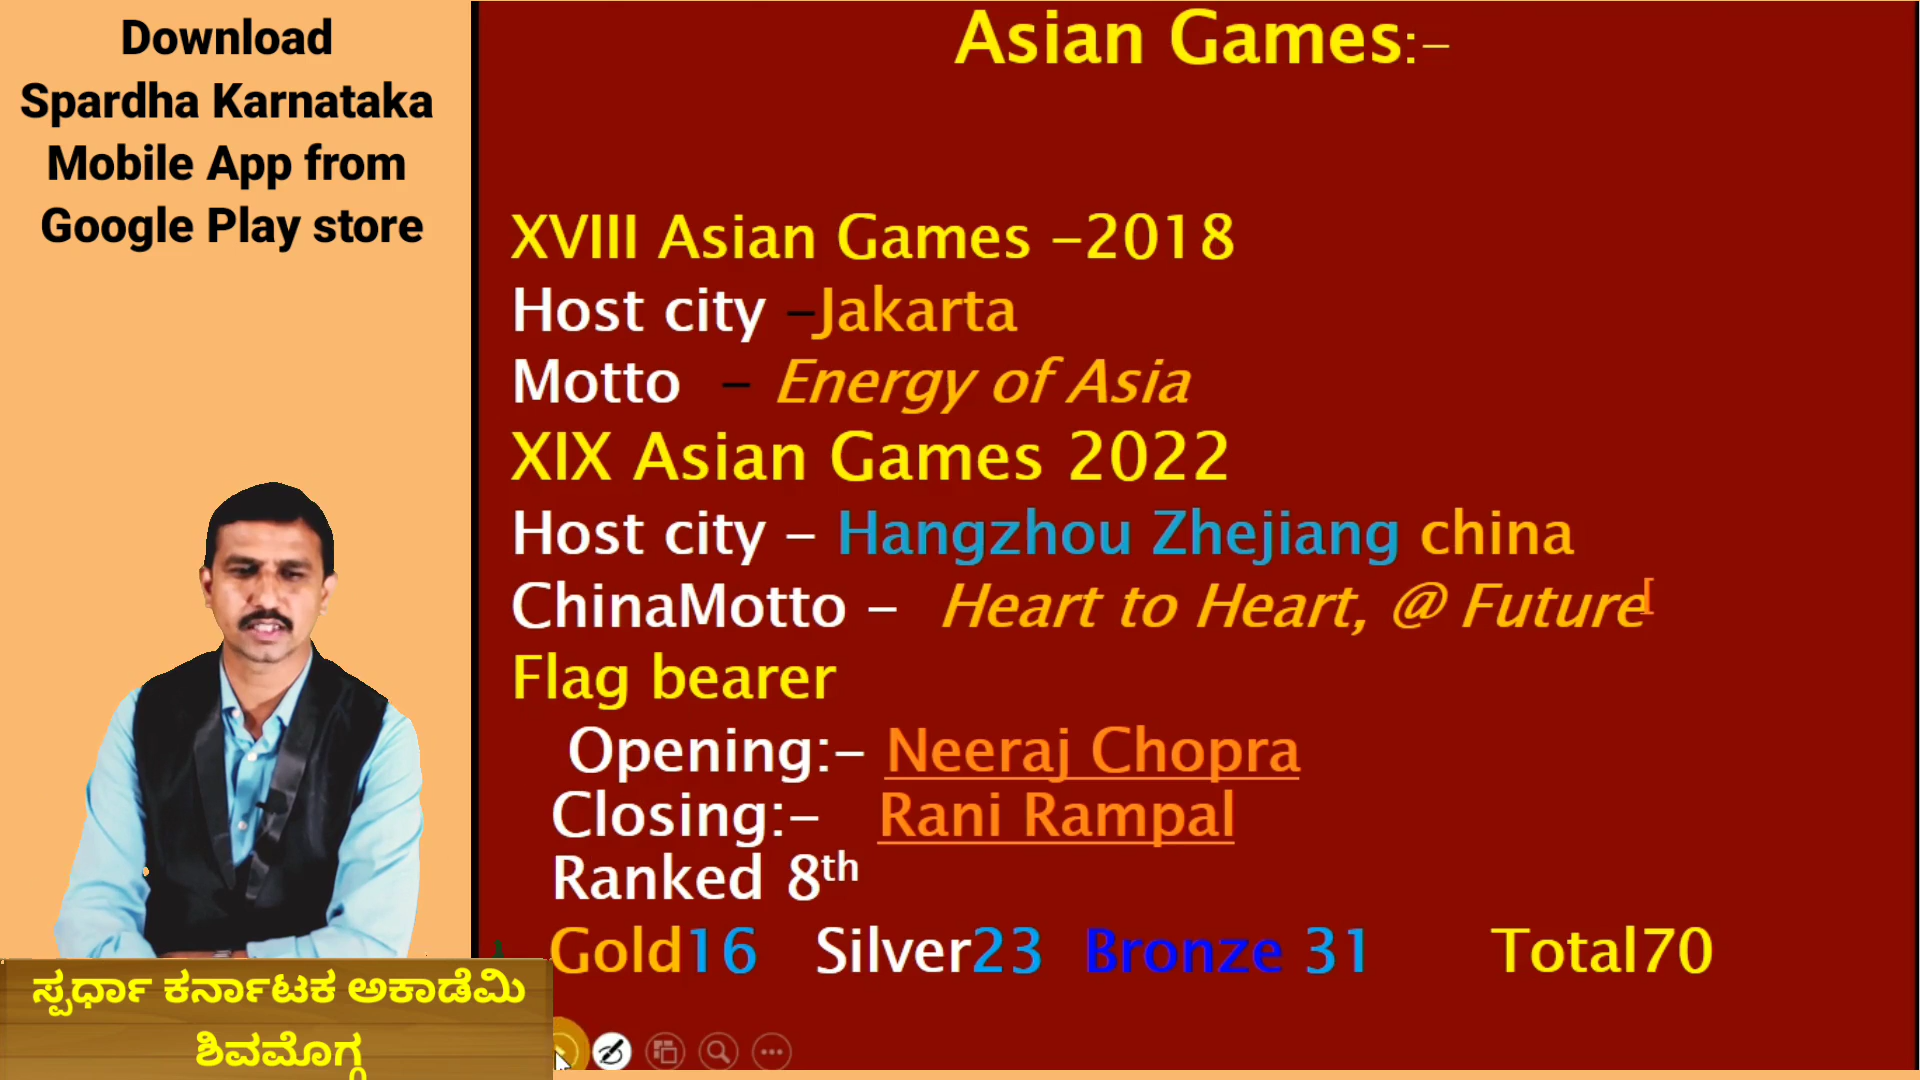 Download
Spardha Karnataka
Mobile App from
Google Play store
Asian Games:-
XVIII Asian Games -2018
Host city -Jakarta
Motto - Energy of Asia
XIX Asian Games 2022
Host city - Hangzhou Zhejiang china
ChinaMotto - Heart to Heart, @ Future
Flag bearer
Opening:- Neeraj Chopra
Closing:- Rani Rampal
Ranked 8th
Gold16 Silver23 Bronze 31 Total70
ಸ್ಪರ್ಧಾ ಕರ್ನಾಟಕ ಅಕಾಡೆಮಿ
ಶಿವಮೊಗ್ಗ